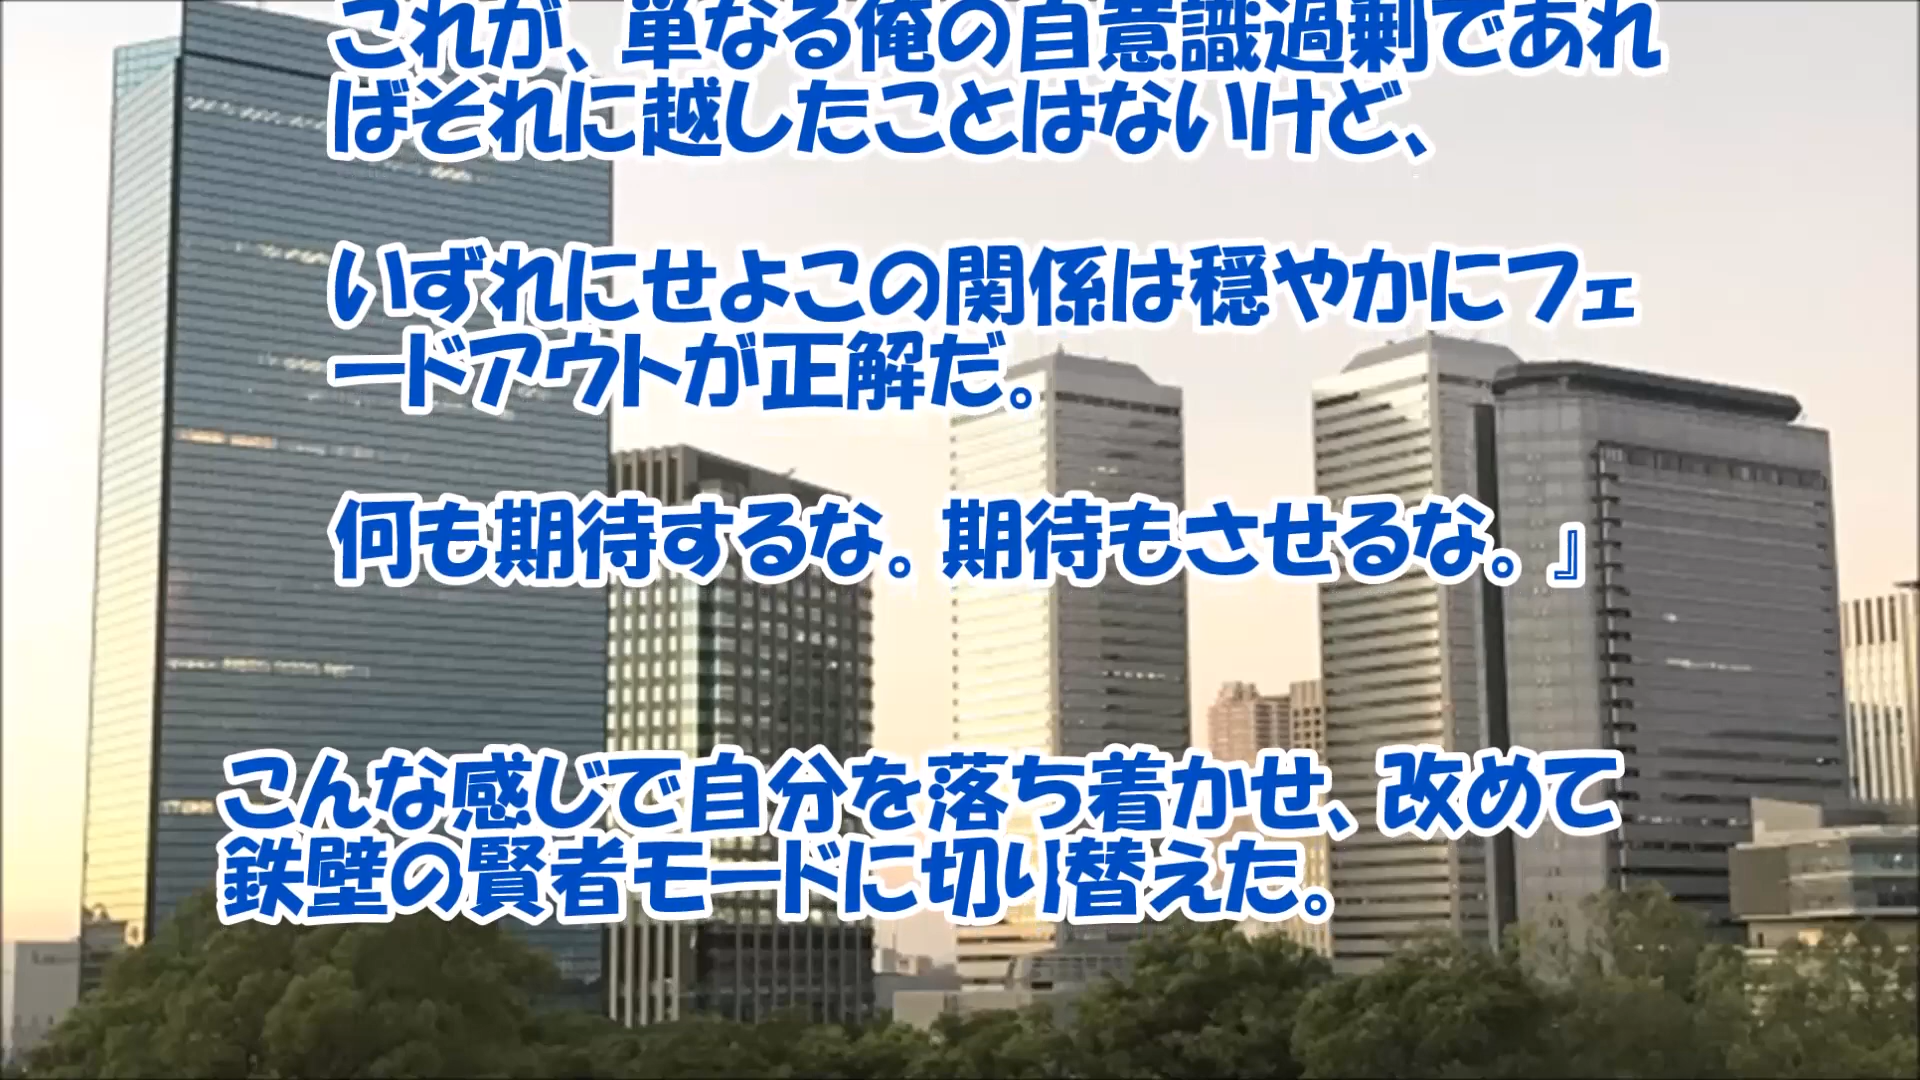 これが、単なる俺の自意識過剰であれ
ばそれに越したことはないけど、
いずれにせよこの関係は穏やかにフェ
ードアウトが正解だ。
何も期待するな。期待もさせるな。』
こんな感じで自分を落ち着かせ、改めて
鉄壁の賢者モードに切り替えた。